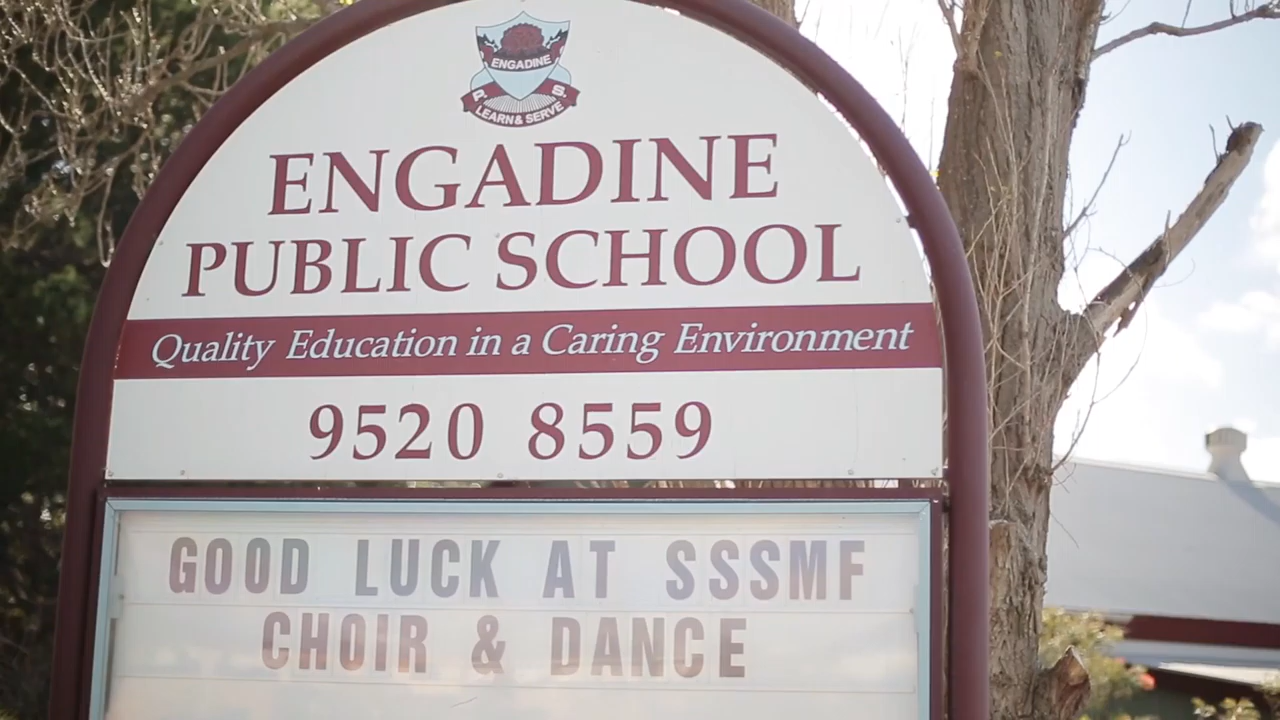 ENGADINE
P. S.
LEARN & SERVE
ENGADINE
PUBLIC SCHOOL
Quality Education in a Caring Environment
9520 8559
GOOD LUCK AT SSSMF
CHOIR & DANCE